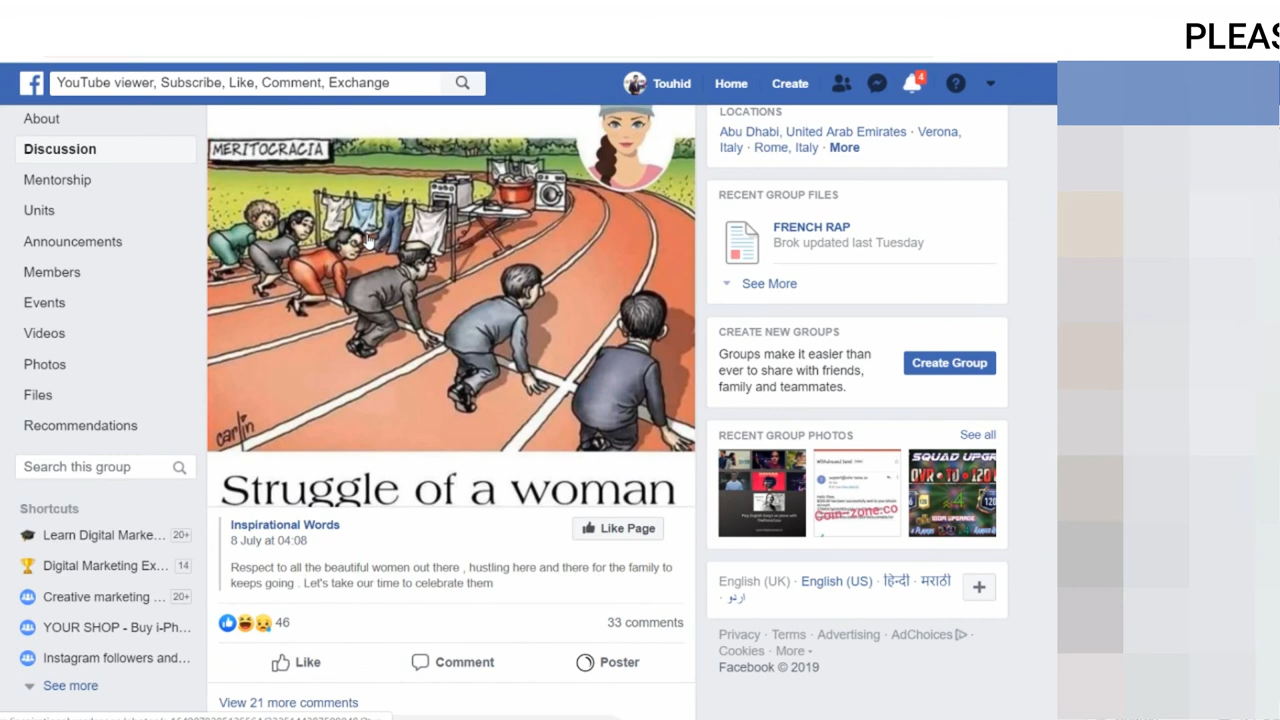 PLEAS
YouTube viewer, Subscribe, Like, Comment, Exchange
Touhid
Home
Create
4
About
Discussion
Mentorship
Units
Announcements
Members
Events
Videos
Photos
Files
Recommendations
Search this group
Shortcuts
Learn Digital Marke... 20+
Digital Marketing Ex... 14
Creative marketing ... 20+
YOUR SHOP - Buy i-Ph...
Instagram followers and...
See more
MERITOCRACIA
carlin
Struggle of a woman
Inspirational Words
8 July at 04:08
Like Page
Respect to all the beautiful women out there , hustling here and there for the family to
keeps going . Let's take our time to celebrate them
46
33 comments
Like
Comment
Poster
View 21 more comments
LOCATIONS
Abu Dhabi, United Arab Emirates · Verona,
Italy · Rome, Italy · More
RECENT GROUP FILES
FRENCH RAP
Brok updated last Tuesday
See More
CREATE NEW GROUPS
Groups make it easier than
ever to share with friends,
family and teammates.
Create Group
RECENT GROUP PHOTOS
See all
Coin-zone.co
SQUAD UPGR
OVR · TO · 120
English (UK) · English (US) · हिन्दी · मराठी
· اردو
Privacy · Terms · Advertising · AdChoices ·
Cookies · More
Facebook © 2019